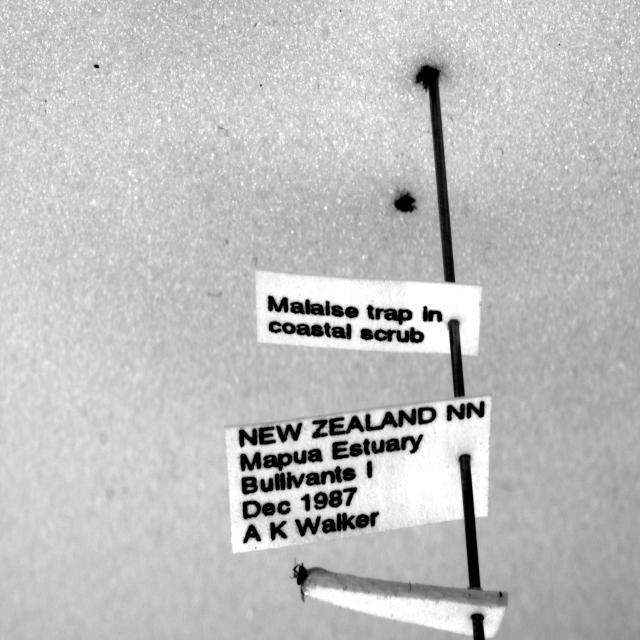 Malaise trap in
coastal scrub
NEW ZEALAND NN
Mapua Estuary
Bullivants I
Dec 1987
A K Walker